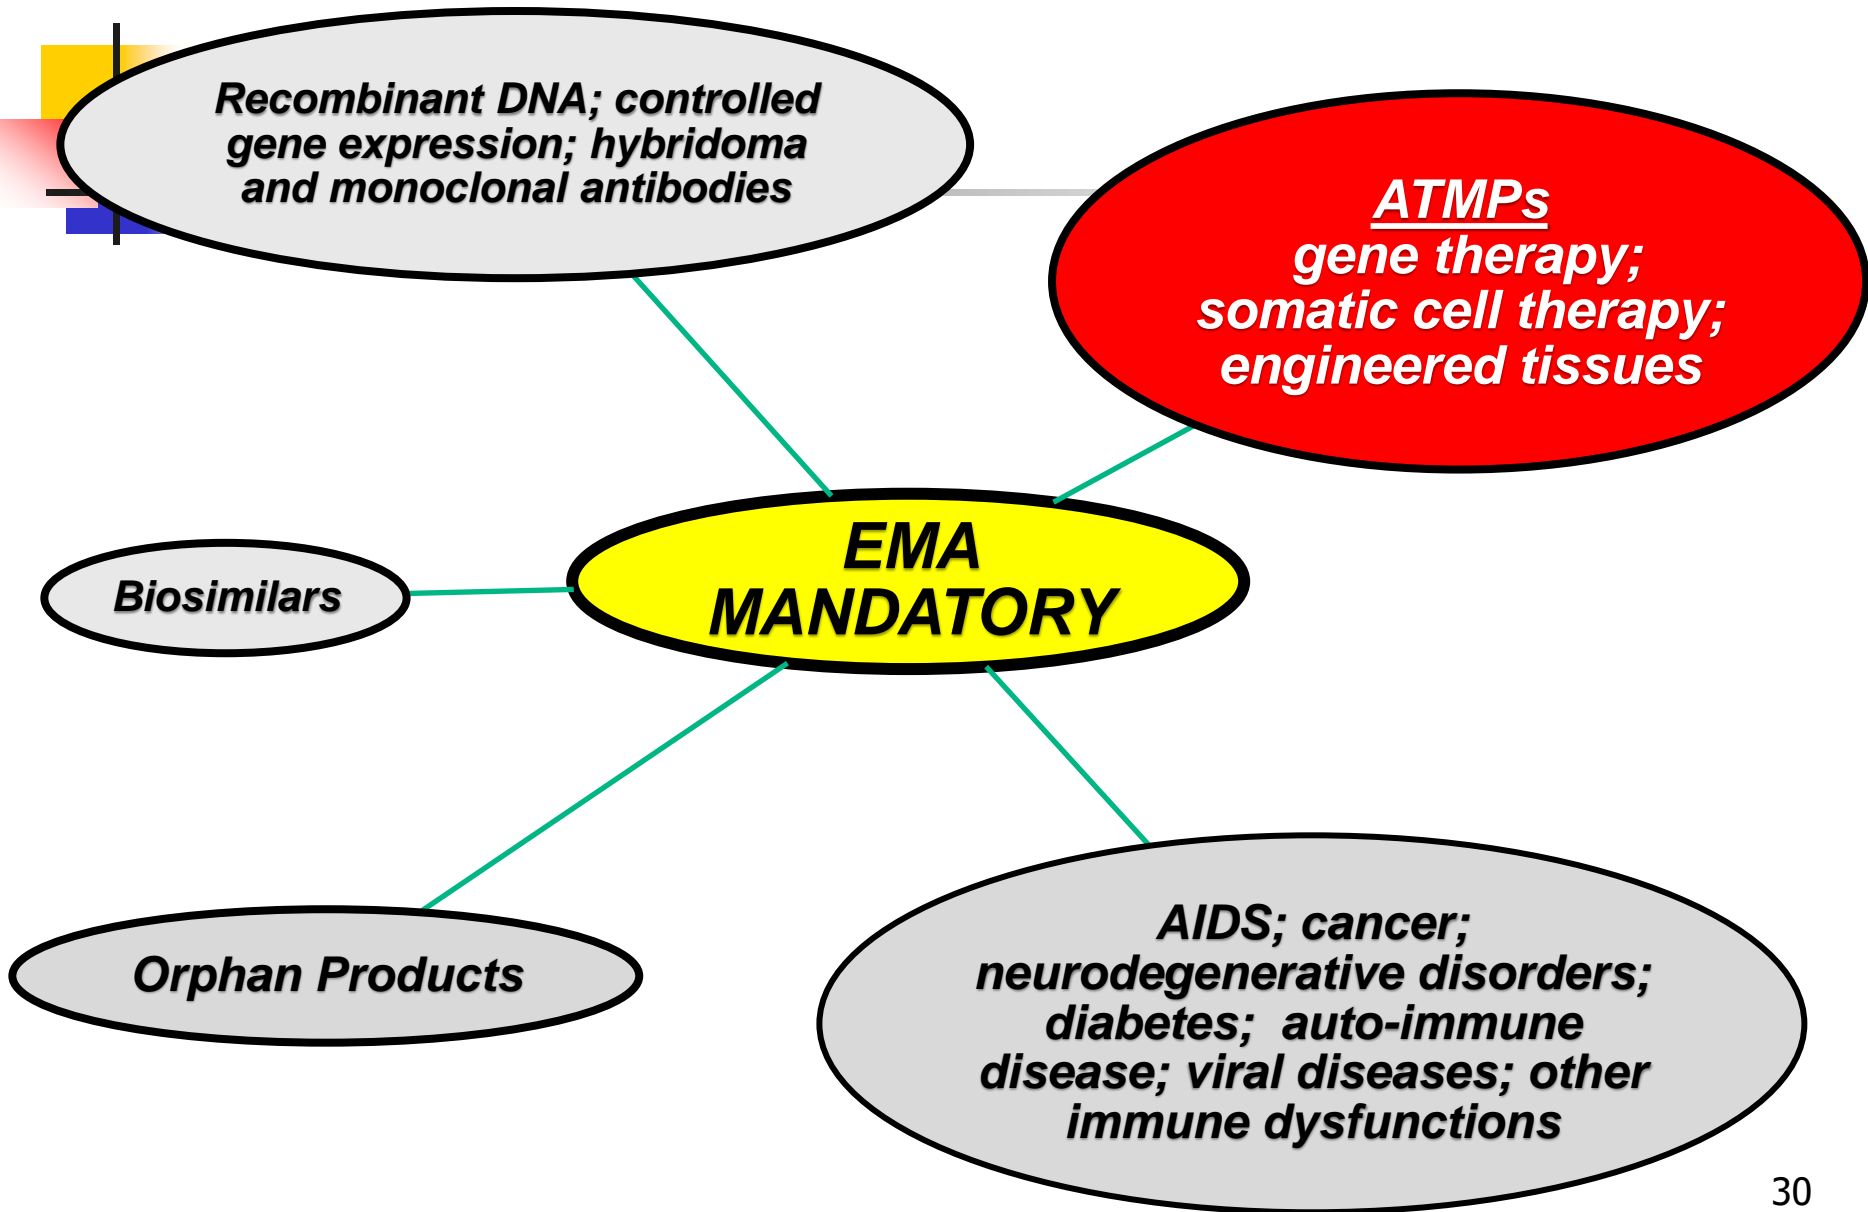 Recombinant DNA; controlled
gene expression; hybridoma
and monoclonal antibodies
ATMPs
gene therapy;
somatic cell therapy;
engineered tissues
EMA
MANDATORY
Biosimilars
Orphan Products
AIDS; cancer;
neurodegenerative disorders;
diabetes;  auto-immune
disease; viral diseases; other
immune dysfunctions
30